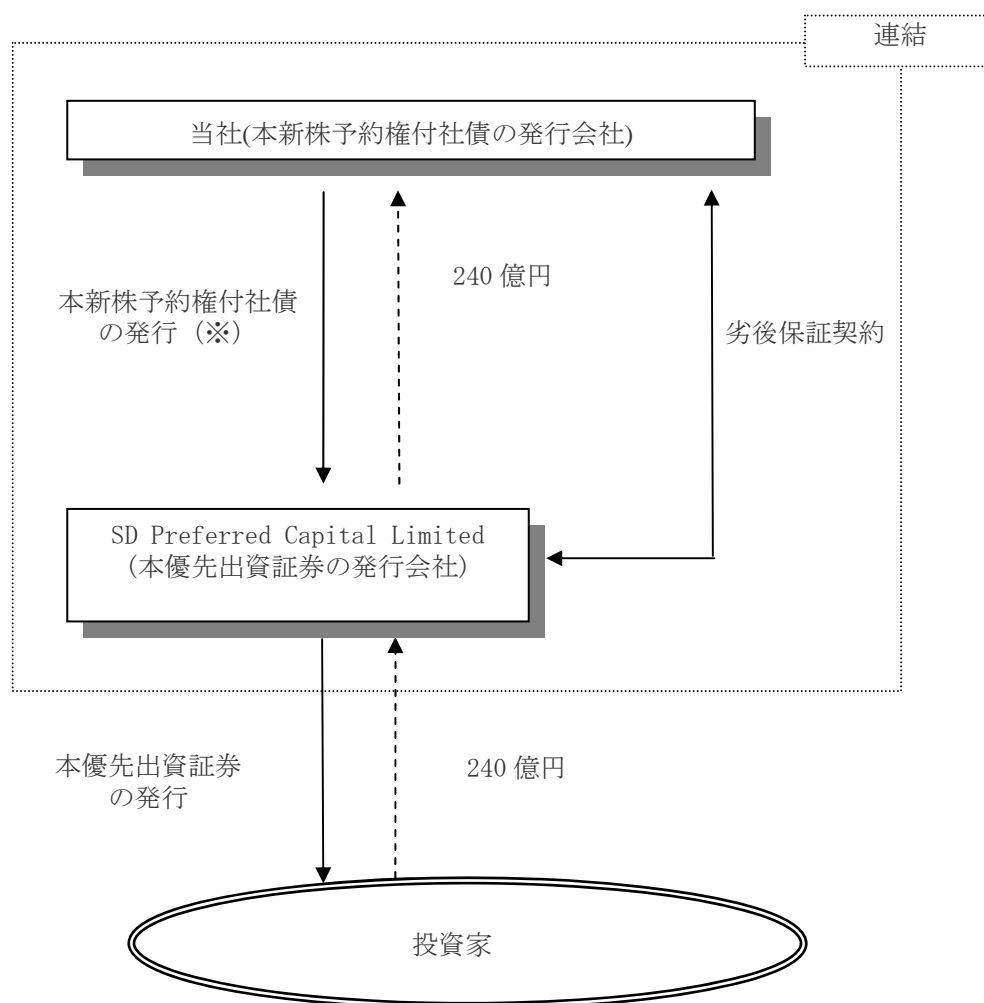 連結
当社(本新株予約権付社債の発行会社)
240 億円
本新株予約権付社債
の発行（※）
劣後保証契約
SD Preferred Capital Limited
（本優先出資証券の発行会社）
本優先出資証券
の発行
240 億円
投資家